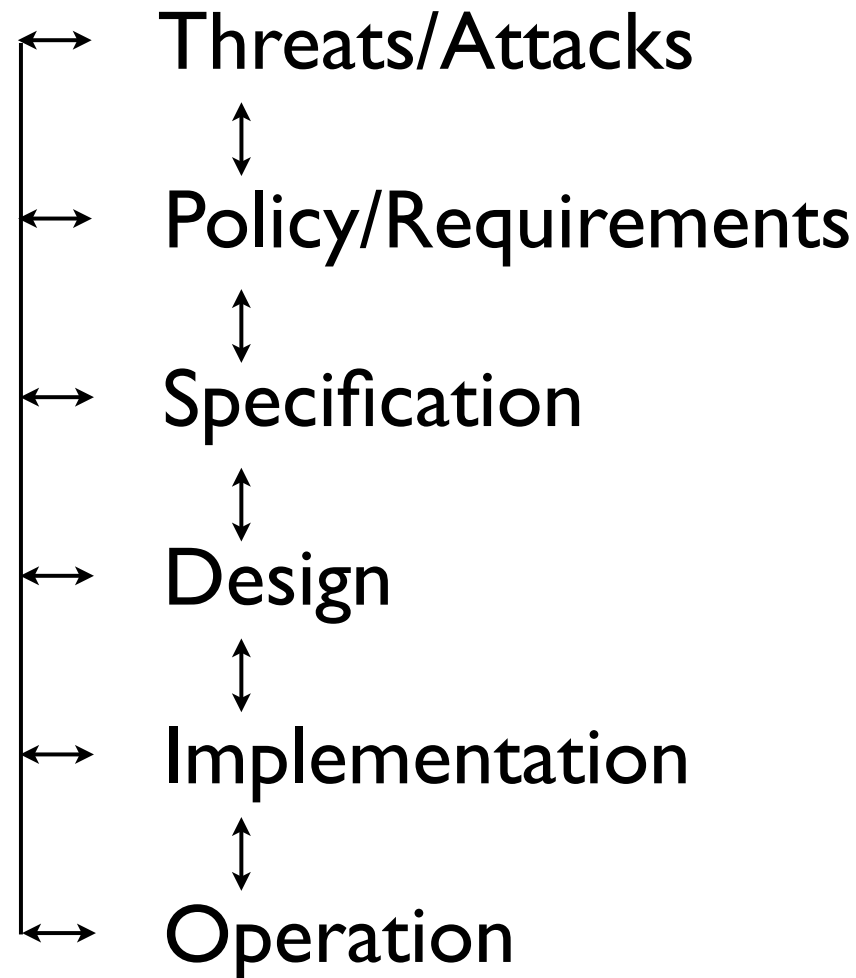 Threats/Attacks
Policy/Requirements
Specification
Design
Implementation
Operation